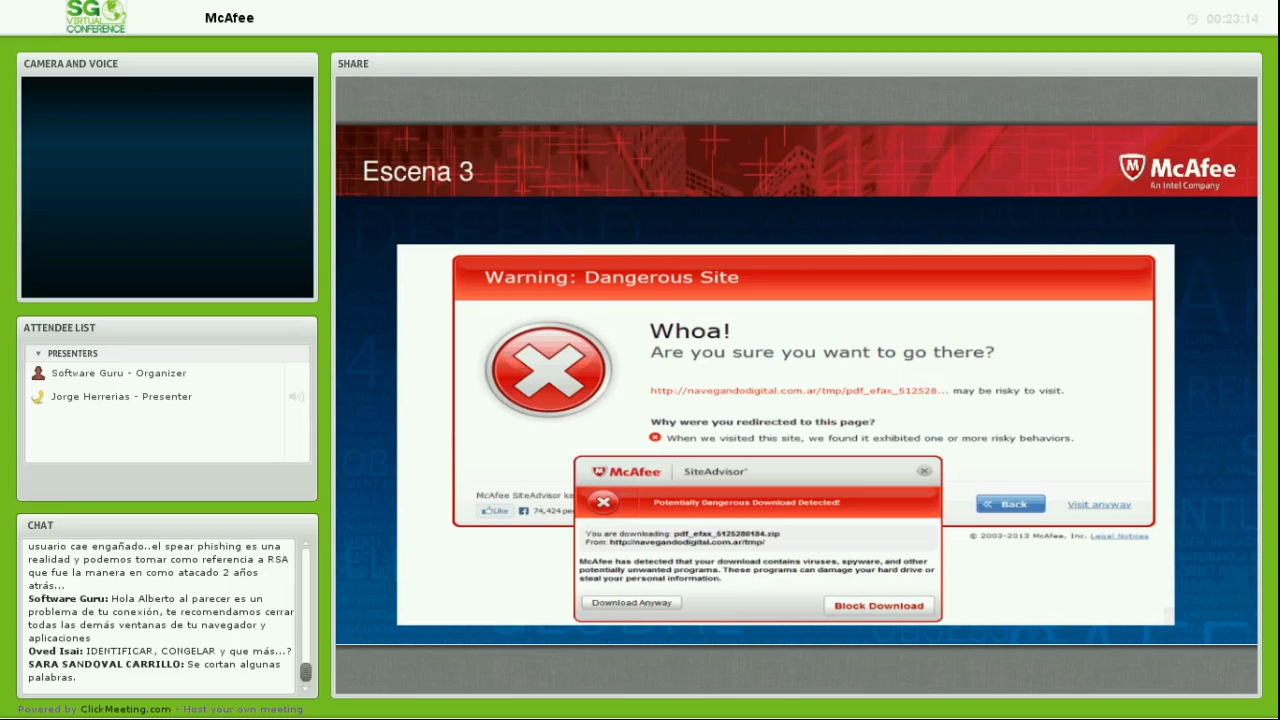 SG
VIRTUAL
CONFERENCE
McAfee
00:23:14
CAMERA AND VOICE
ATTENDEE LIST
PRESENTERS
Software Guru - Organizer
Jorge Herrerias - Presenter
CHAT
usuario cae engañado..el spear phishing es una
realidad y podemos tomar como referencia a RSA
que fue la manera en como atacado 2 años
atrás...
Software Guru: Hola Alberto al parecer es un
problema de tu conexión, te recomendamos cerrar
todas las demás ventanas de tu navegador y
aplicaciones
Oved Isai: IDENTIFICAR, CONGELAR y que más...?
SARA SANDOVAL CARRILLO: Se cortan algunas
palabras.
Powered by ClickMeeting.com - Host your own meeting
SHARE
Escena 3
McAfee
An Intel Company
Warning: Dangerous Site
Whoa!
Are you sure you want to go there?
http://navegandodigital.com.ar/tmp/pdf_efax_512528... may be risky to visit.
Why were you redirected to this page?
When we visited this site, we found it exhibited one or more risky behaviors.
McAfee SiteAdvisor ke
Like 74,424 pe
Back
Visit anyway
© 2003-2013 McAfee, Inc. Legal Notices
McAfee SiteAdvisor
Potentially Dangerous Download Detected!
You are downloading: pdf_efax_5125280184.zip
From: http://navegandodigital.com.ar/tmp/
McAfee has detected that your download contains viruses, spyware, and other
potentially unwanted programs. These programs can damage your hard drive or
steal your personal information.
Download Anyway
Block Download